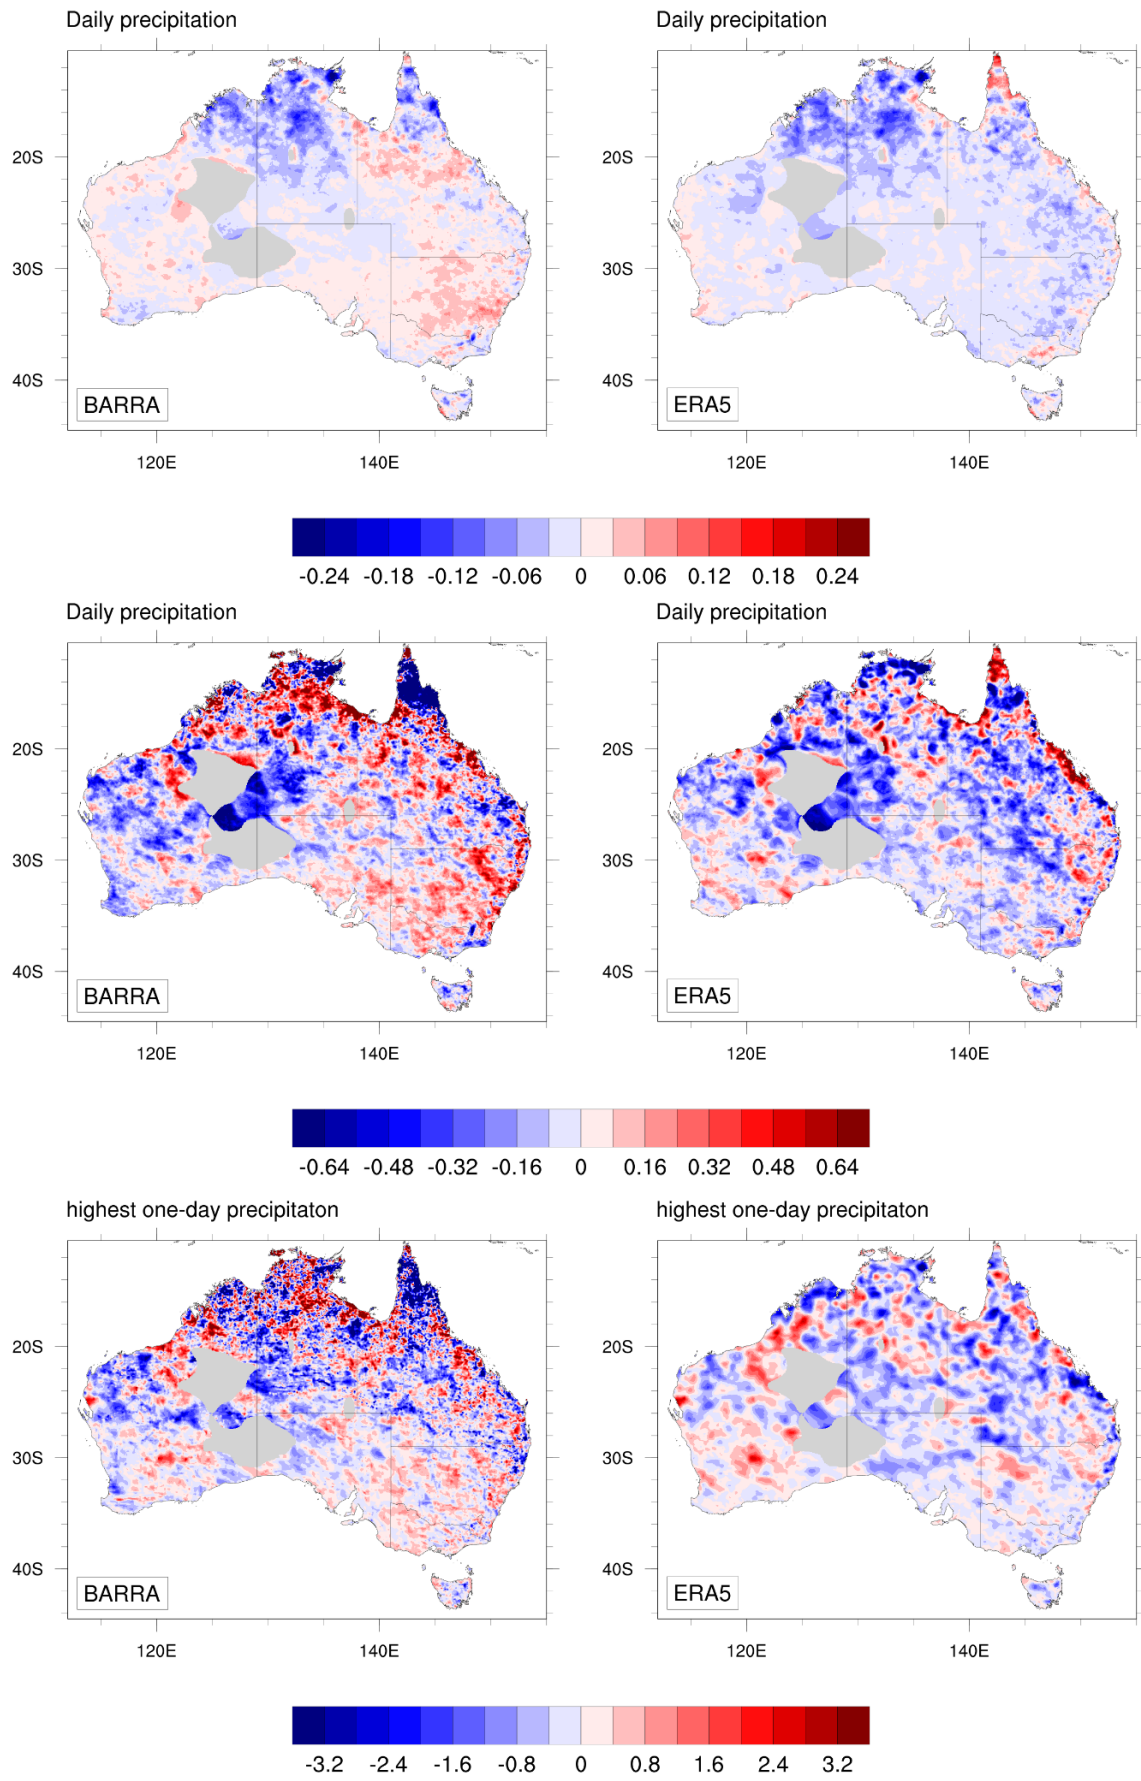 Daily precipitation
Daily precipitation
20S
20S
30S
30S
40S
40S
BARRA
ERA5
120E 140E
120E 140E
-0.24 -0.18 -0.12 -0.06 0 0.06 0.12 0.18 0.24
Daily precipitation
Daily precipitation
20S
20S
30S
30S
40S
40S
BARRA
ERA5
120E 140E
120E 140E
-0.64 -0.48 -0.32 -0.16 0 0.16 0.32 0.48 0.64
highest one-day precipitaton
highest one-day precipitaton
20S
20S
30S
30S
40S
40S
BARRA
ERA5
120E 140E
120E 140E
-3.2 -2.4 -1.6 -0.8 0 0.8 1.6 2.4 3.2